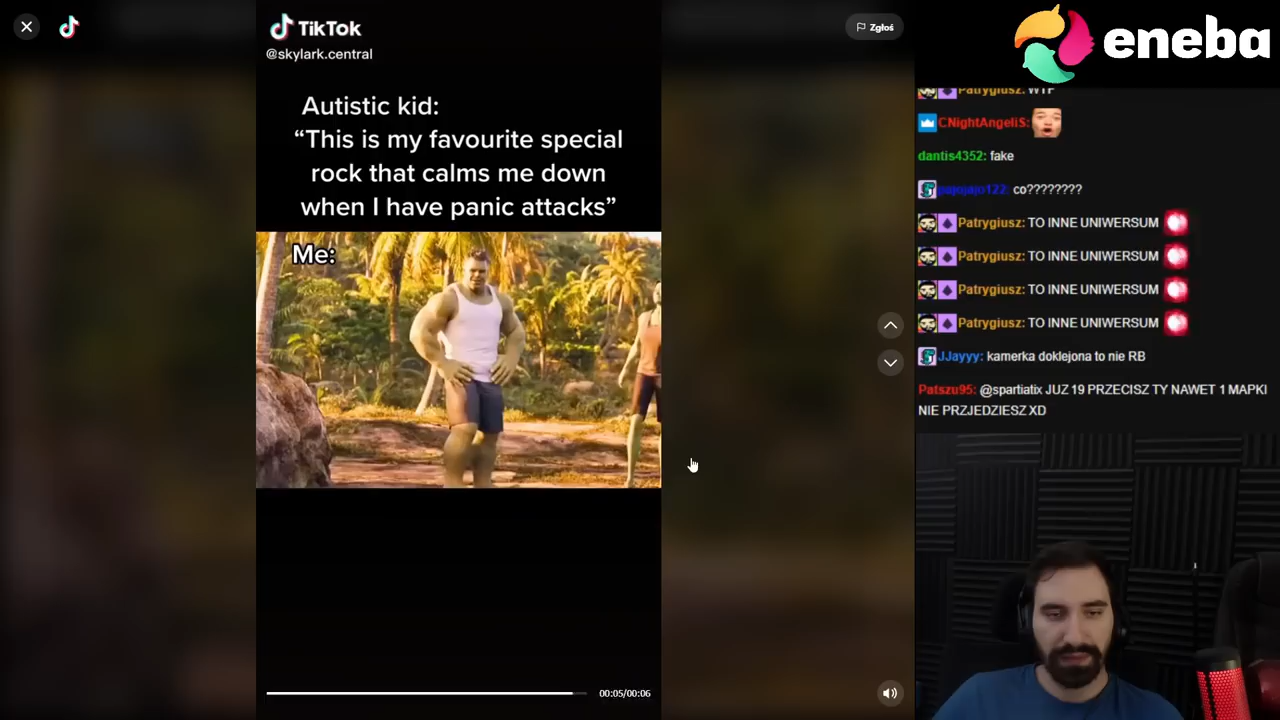 TikTok
@skylark.central
Zgłoś
Autistic kid:
“This is my favourite special
rock that calms me down
when I have panic attacks”
Me:
00:05/00:06
eneba
Patrygiusz: WTF
CNightAngeliS:
dantis4352: fake
pajojajo122: co????????
Patrygiusz: TO INNE UNIWERSUM
Patrygiusz: TO INNE UNIWERSUM
Patrygiusz: TO INNE UNIWERSUM
Patrygiusz: TO INNE UNIWERSUM
JJayyy: kamerka doklejona to nie RB
Patszu95: @spartiatix JUZ 19 PRZECISZ TY NAWET 1 MAPKI
NIE PRZJEDZIESZ XD